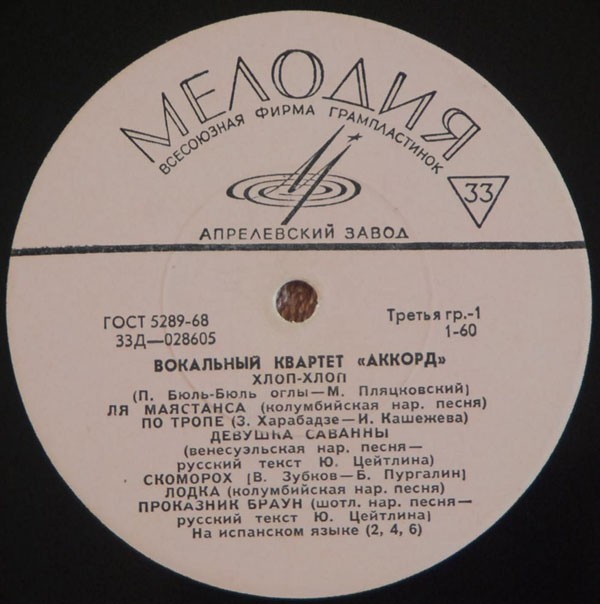 МЕЛОДИЯ
ВСЕСОЮЗНАЯ ФИРМА ГРАМПЛАСТИНОК
33
АПРЕЛЕВСКИЙ ЗАВОД
ГОСТ 5289-68
33Д—028605
Третья гр.-1
1-60
ВОКАЛЬНЫЙ КВАРТЕТ «АККОРД»
ХЛОП-ХЛОП
(П. Бюль-Бюль оглы—М. Пляцковский)
ЛЯ МАЯСТАНСА (колумбийская нар. песня)
ПО ТРОПЕ (З. Харабадзе—И. Кашежева)
ДЕВУШКА САВАННЫ
(венесуэльская нар. песня—
русский текст Ю. Цейтлина)
СКОМОРОХ [В. Зубков—Б. Пургалин)
ЛОДКА (колумбийская нар. песня)
ПРОКАЗНИК БРАУН (шотл. нар. песня—
русский текст Ю. Цейтлина)
На испанском языке (2, 4, 6)